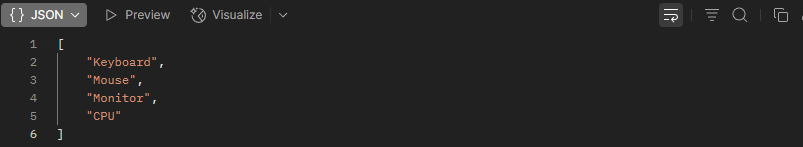 {} JSON Preview Visualize
1 [
2 "Keyboard",
3 "Mouse",
4 "Monitor",
5 "CPU"
6 ]